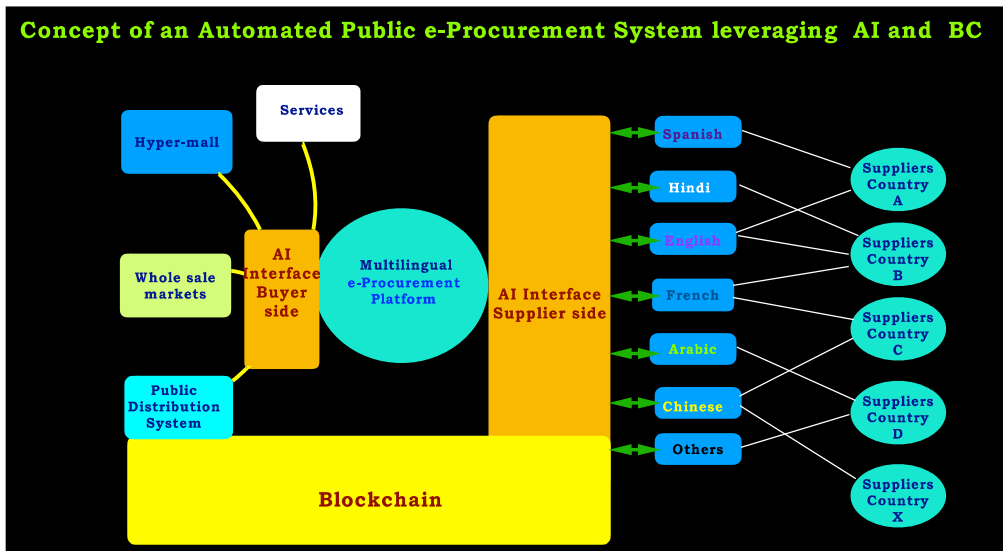 Concept of an Automated Public e-Procurement System leveraging AI and BC
Services
Hyper-mall
Whole sale
markets
Public
Distribution
System
AI
Interface
Buyer
side
Multilingual
e-Procurement
Platform
AI Interface
Supplier side
Blockchain
Spanish
Hindi
English
French
Arabic
Chinese
Others
Suppliers
Country
A
Suppliers
Country
B
Suppliers
Country
C
Suppliers
Country
D
Suppliers
Country
X